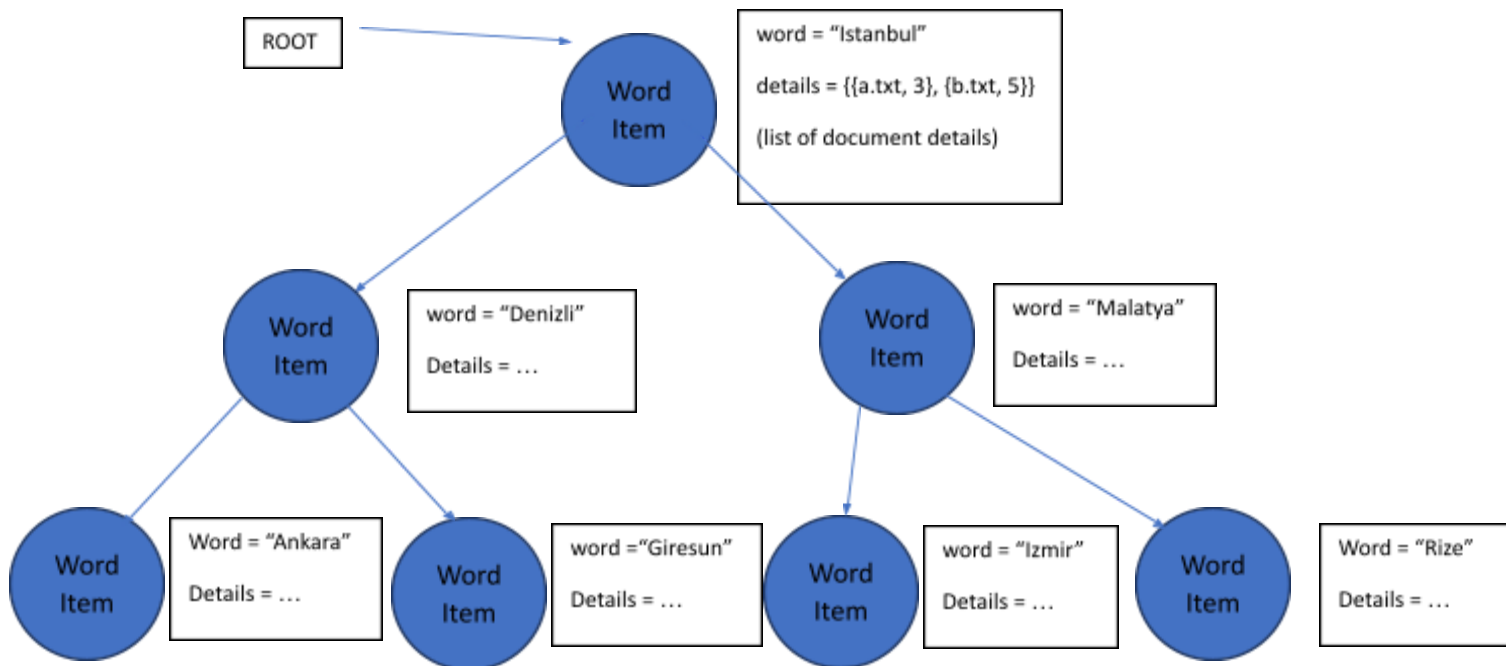 ROOT
Word
Item
word = “Istanbul”
details = {{a.txt, 3}, {b.txt, 5}}
(list of document details)
Word
Item
word = “Denizli”
Details = …
Word
Item
word = “Malatya”
Details = …
Word
Item
Word = “Ankara”
Details = …
Word
Item
word =“Giresun”
Details = …
Word
Item
word = “Izmir”
Details = …
Word
Item
Word = “Rize”
Details = …